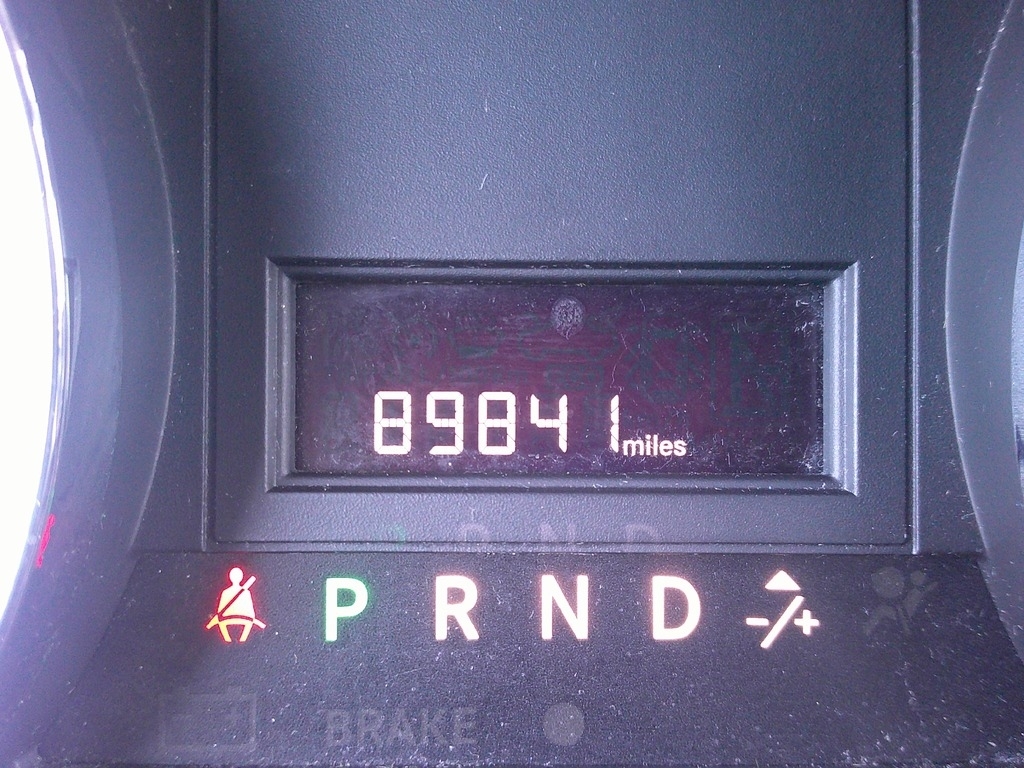 89841 miles
P R N D -/+
BRAKE